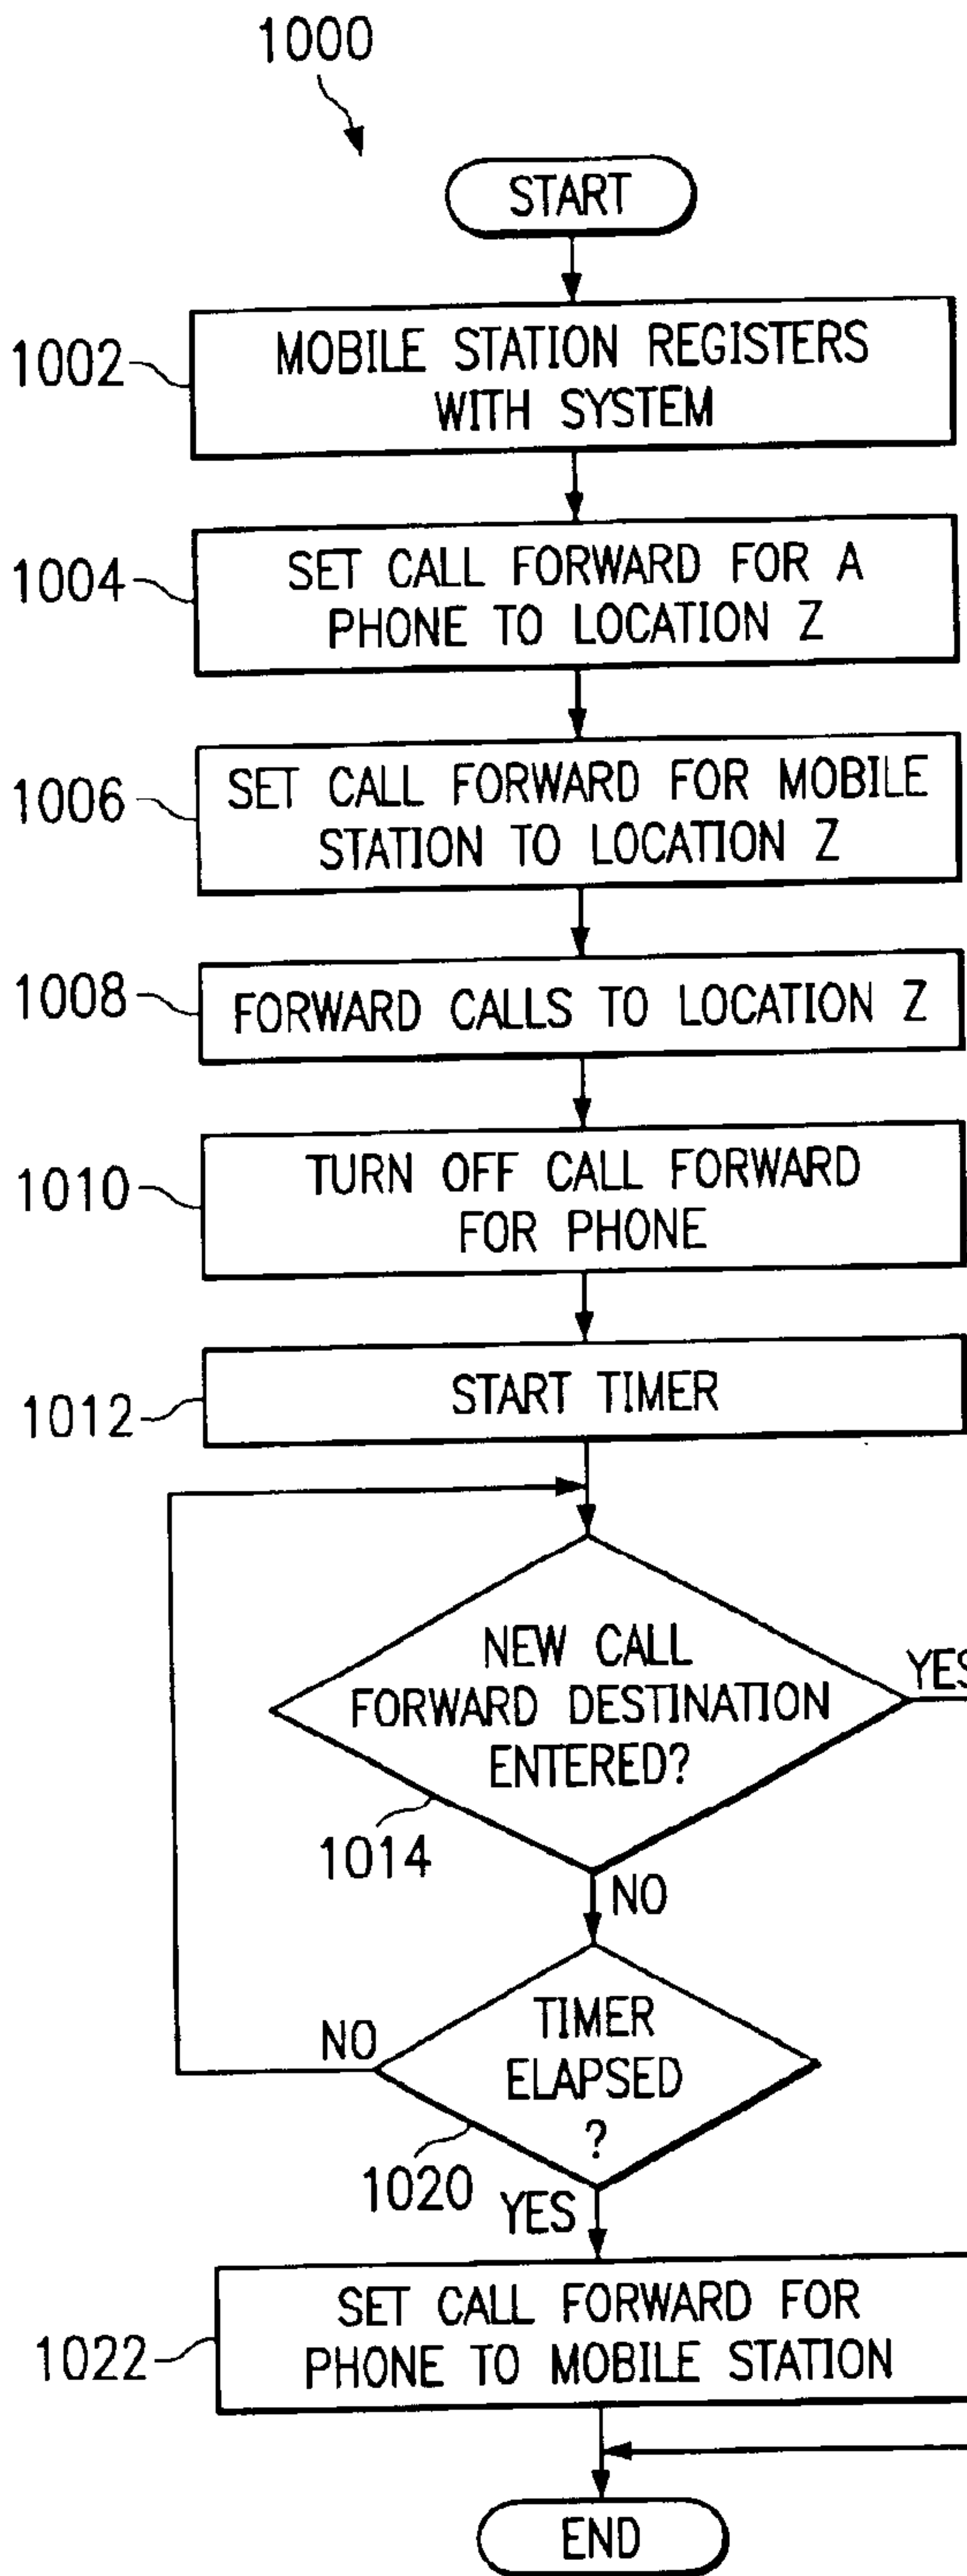 1000
START
1002
MOBILE STATION REGISTERS
WITH SYSTEM
1004
SET CALL FORWARD FOR A
PHONE TO LOCATION Z
1006
SET CALL FORWARD FOR MOBILE
STATION TO LOCATION Z
1008
FORWARD CALLS TO LOCATION Z
1010
TURN OFF CALL FORWARD
FOR PHONE
1012
START TIMER
NEW CALL
FORWARD DESTINATION
ENTERED?
YES
1014
NO
TIMER
ELAPSED
?
NO
1020
YES
1022
SET CALL FORWARD FOR
PHONE TO MOBILE STATION
END